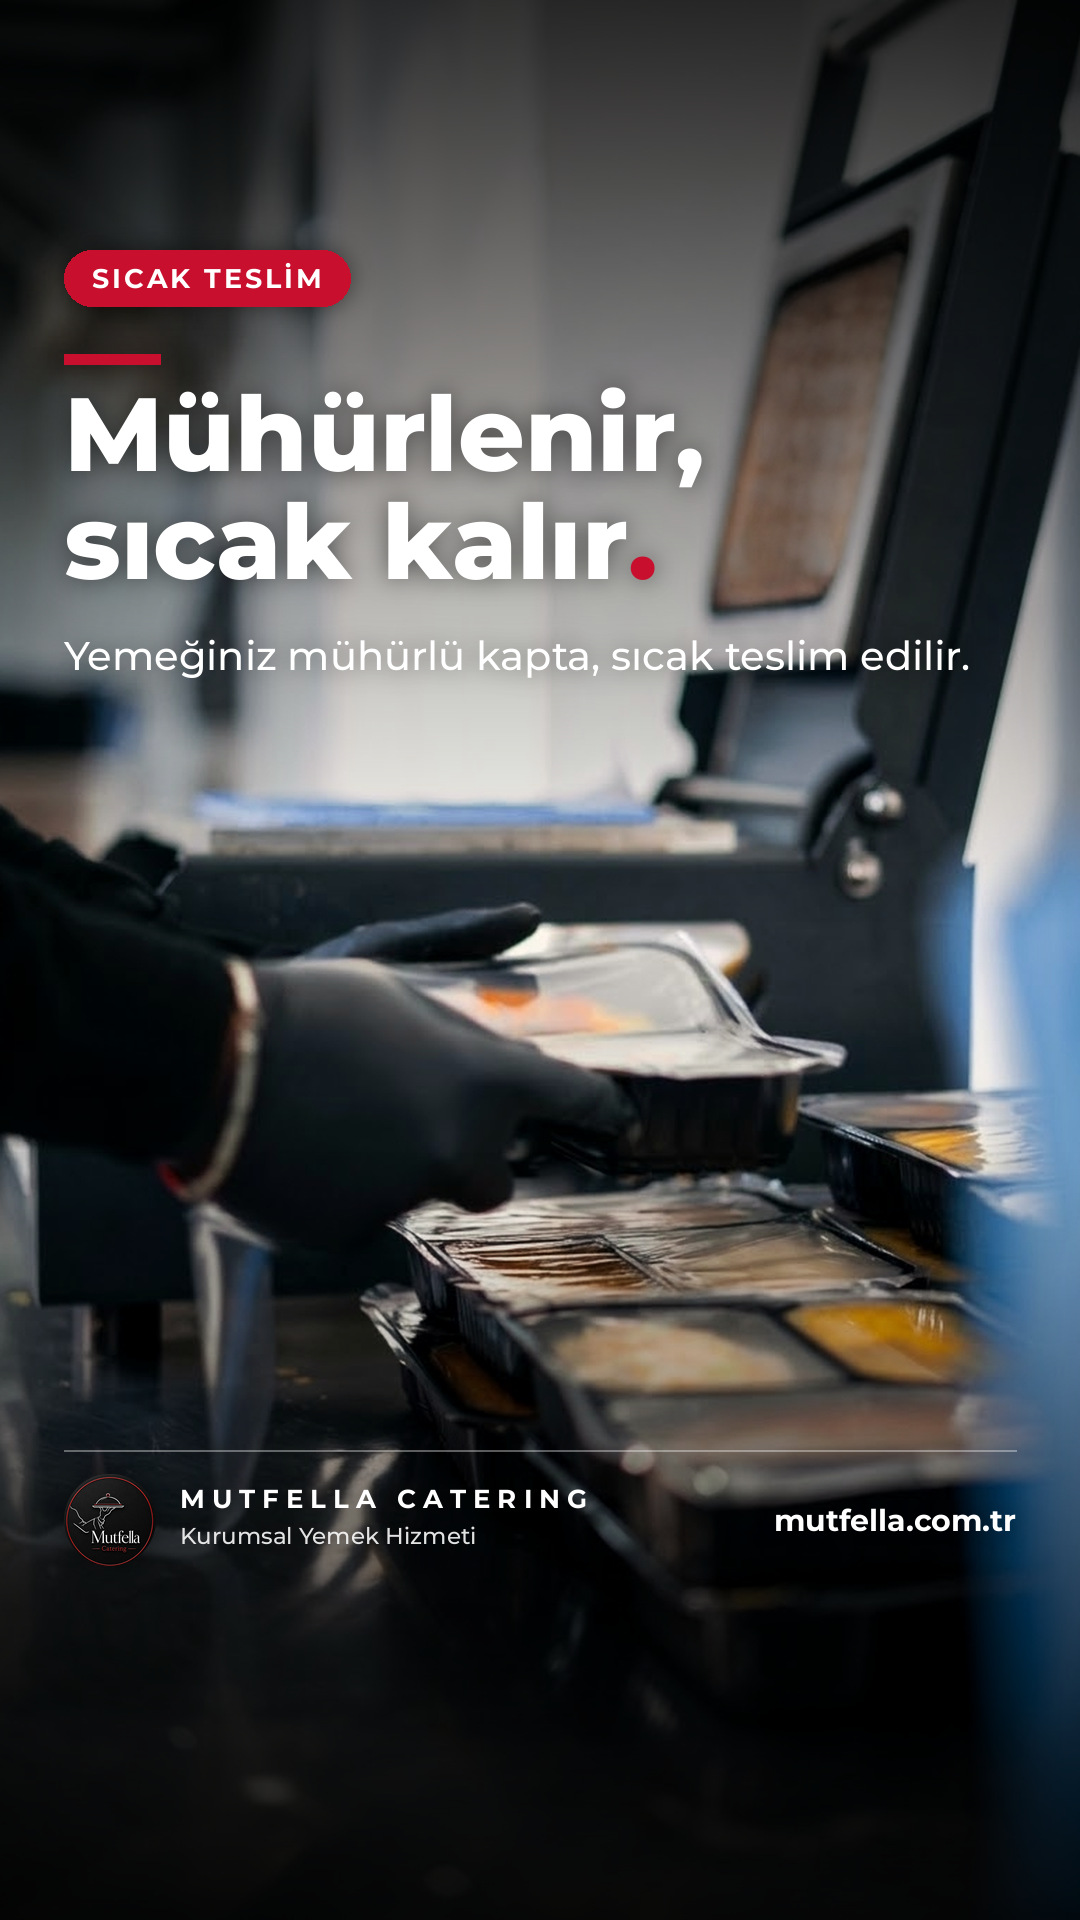 SICAK TESLİM
Mühürlenir,
sıcak kalır.
Yemeğiniz mühürlü kapta, sıcak teslim edilir.
MUTFELLA CATERING
Kurumsal Yemek Hizmeti
mutfella.com.tr
Mutfella
Catering